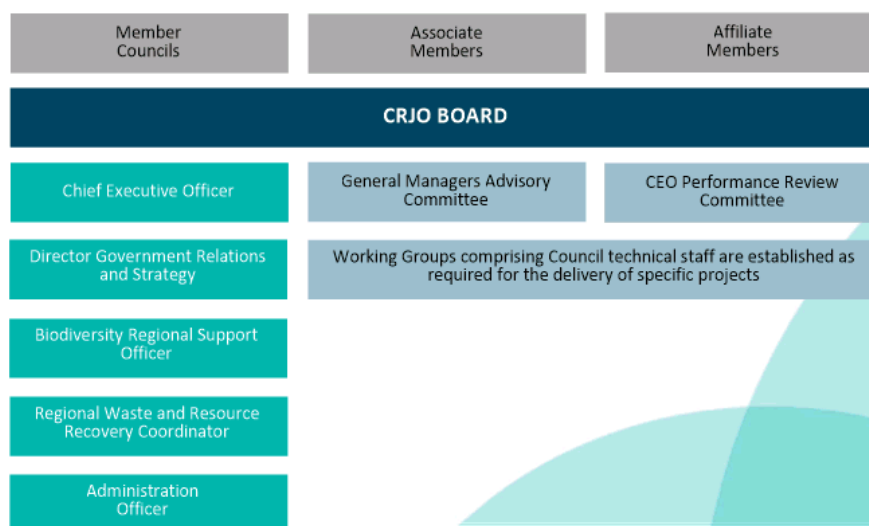 Member
Councils
Associate
Members
Affiliate
Members
CRJO BOARD
Chief Executive Officer
General Managers Advisory
Committee
CEO Performance Review
Committee
Director Government Relations
and Strategy
Working Groups comprising Council technical staff are established as
required for the delivery of specific projects
Biodiversity Regional Support
Officer
Regional Waste and Resource
Recovery Coordinator
Administration
Officer